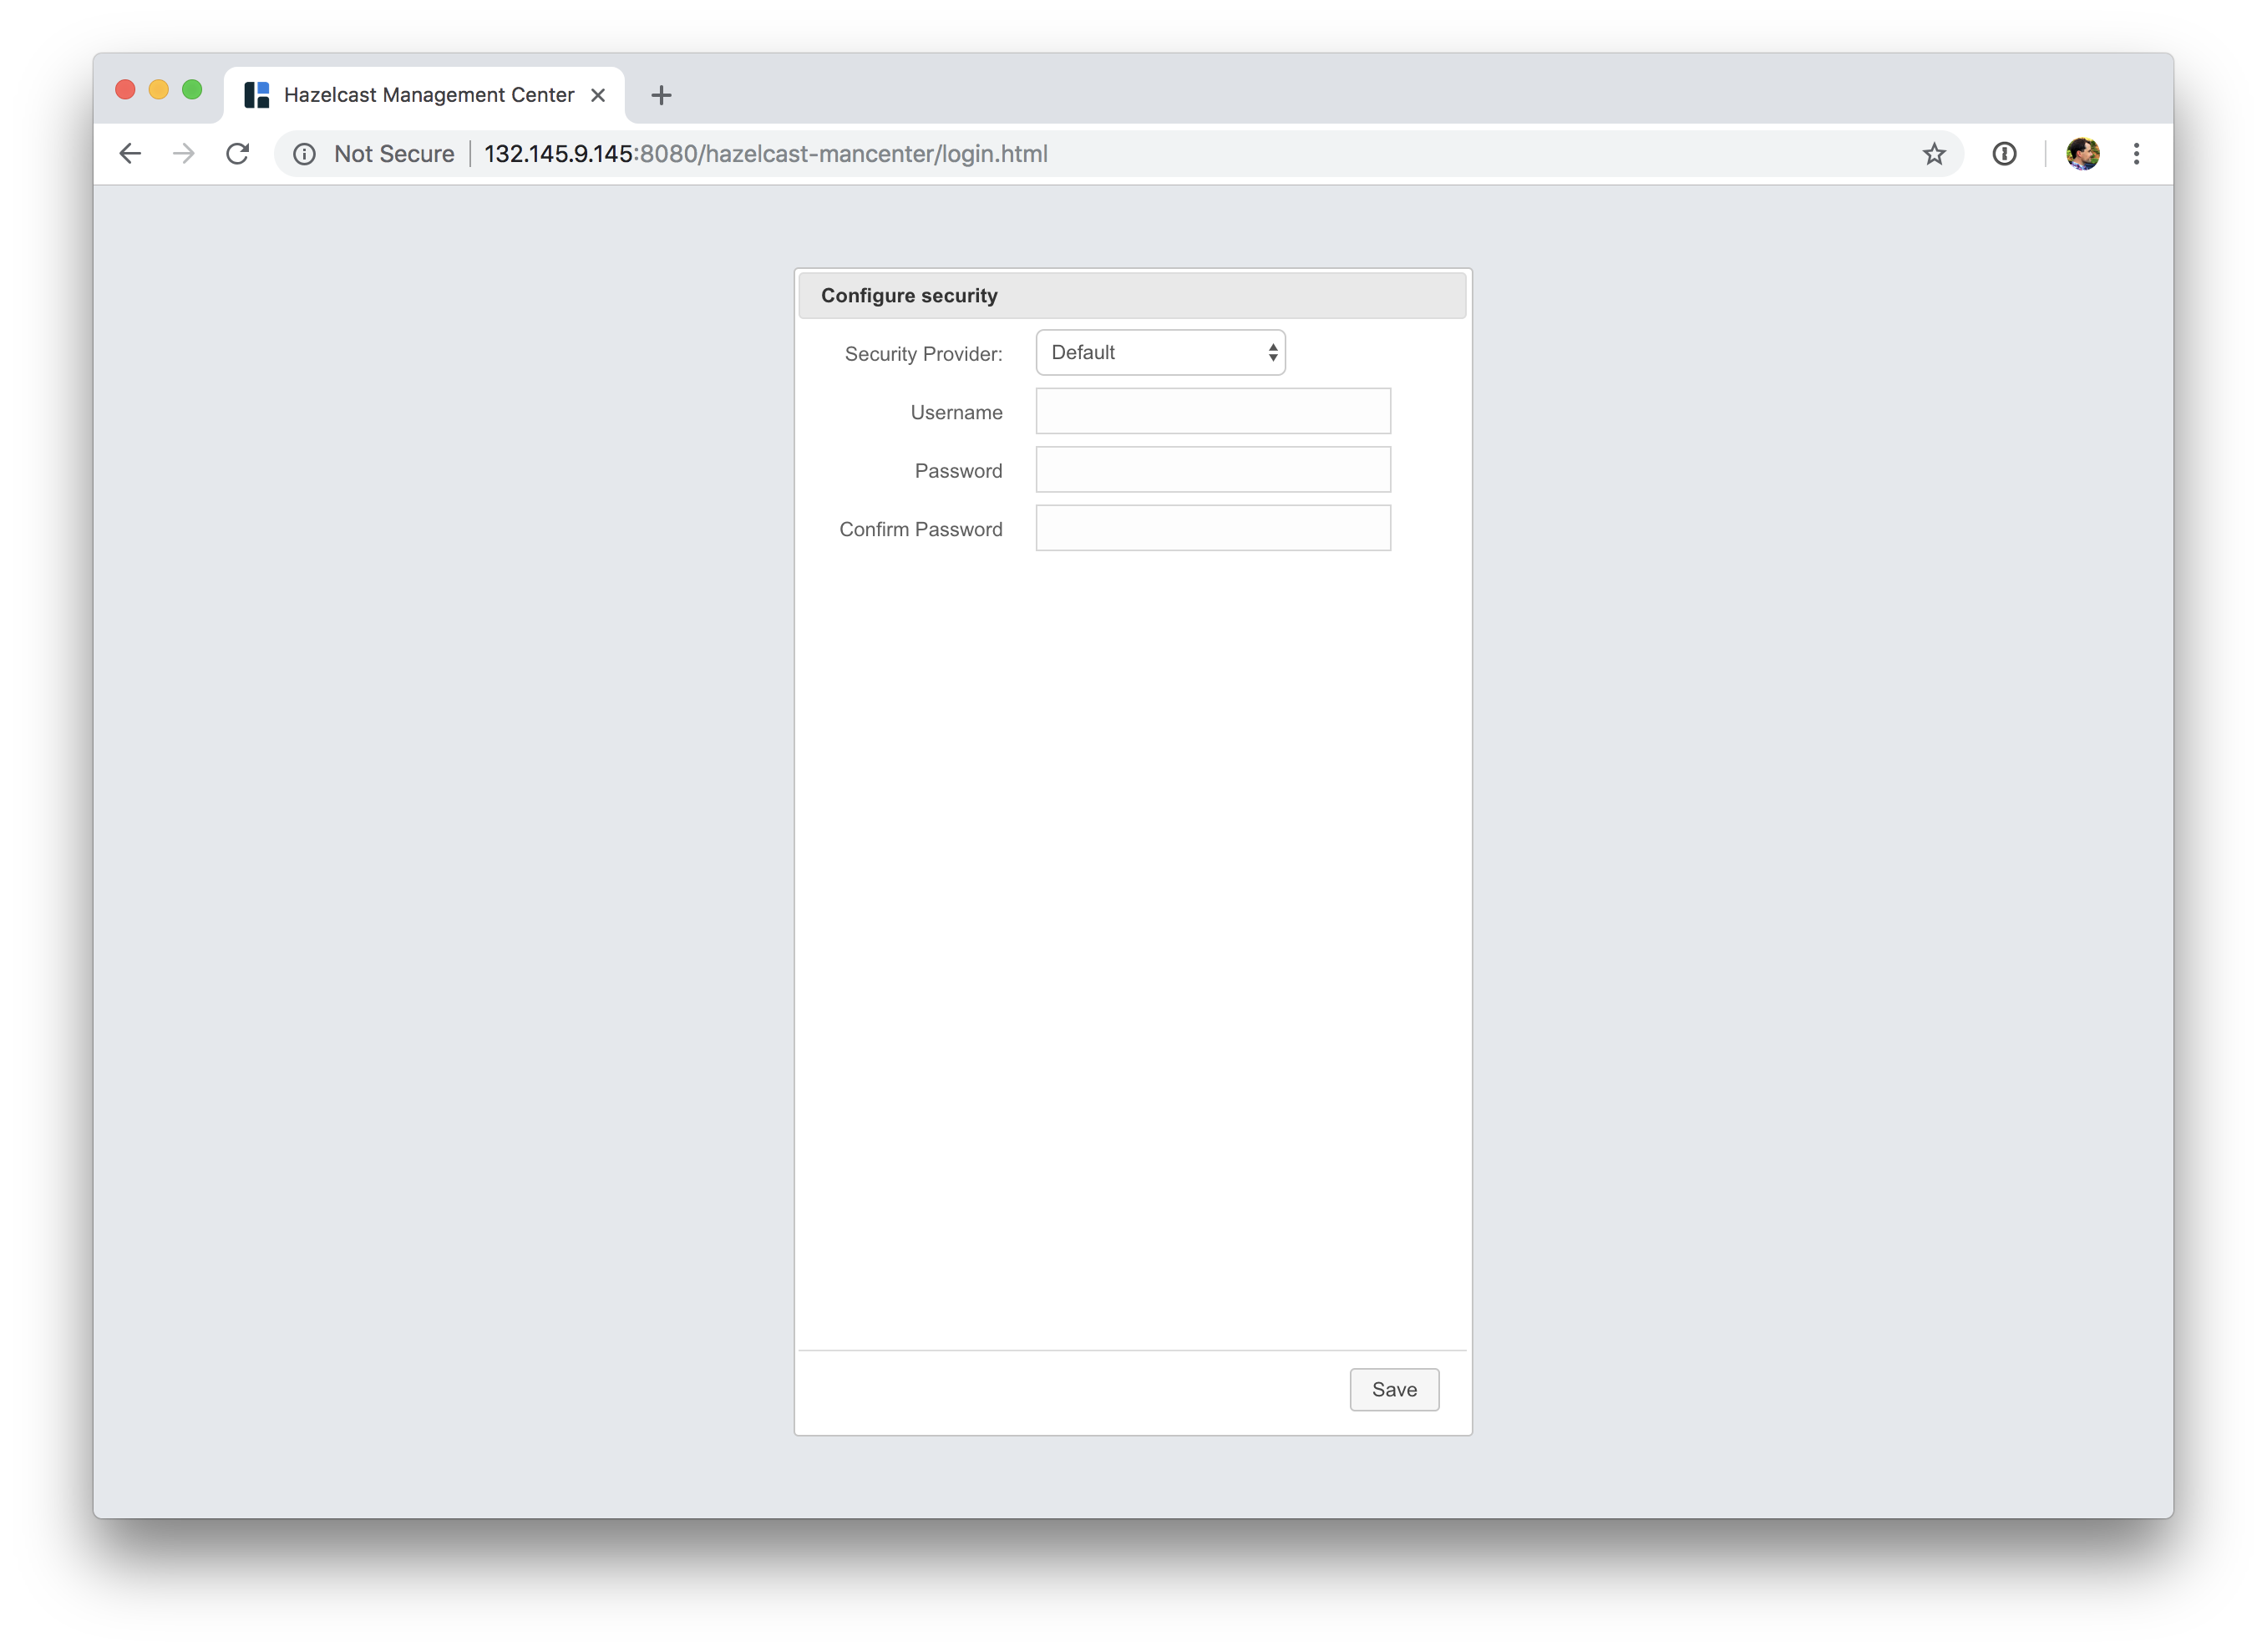 Hazelcast Management Center
Not Secure
132.145.9.145:8080/hazelcast-mancenter/login.html
Configure security
Security Provider: Default
Username
Password
Confirm Password
Save